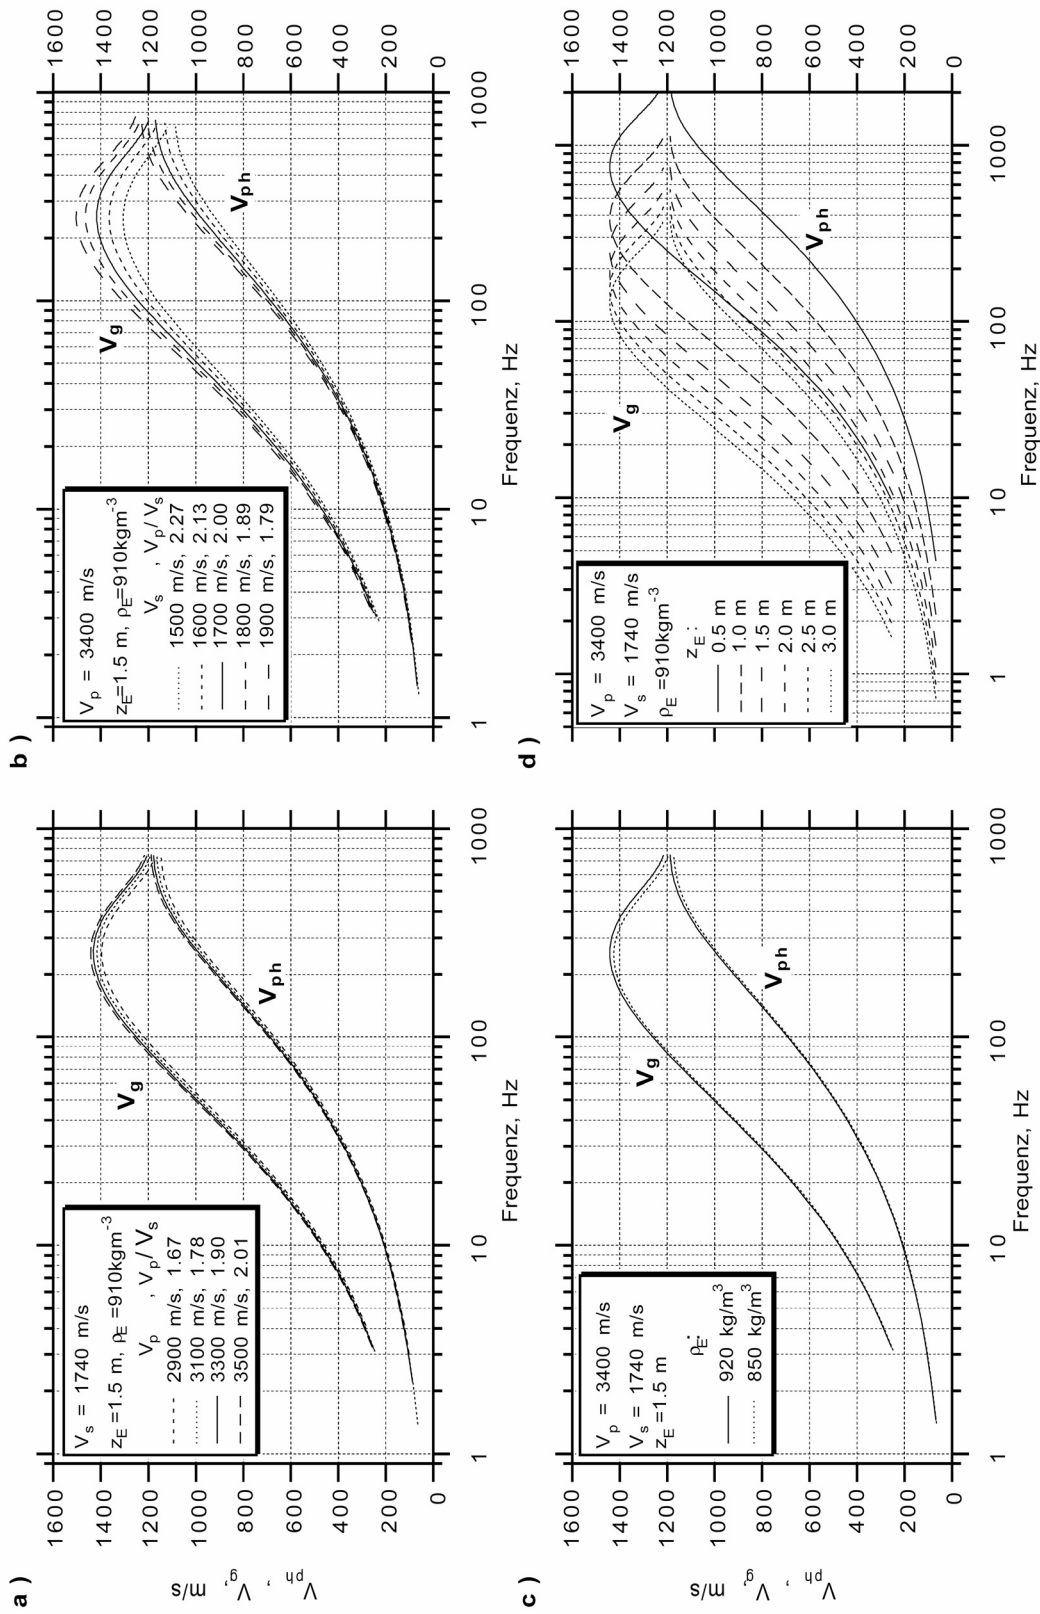 a )
V_s = 1740 m/s
z_E =1.5 m, ρ_E =910kgm^-3
V_p , V_p / V_s
2900 m/s, 1.67
3100 m/s, 1.78
3300 m/s, 1.90
3500 m/s, 2.01
V_g
V_ph
1600
1400
1200
1000
800
600
400
200
0
V_ph , V_g, m/s
1 10 100 1000
Frequenz, Hz
b )
V_p = 3400 m/s
z_E=1.5 m, ρ_E=910kgm^-3
V_s , V_p/ V_s
1500 m/s, 2.27
1600 m/s, 2.13
1700 m/s, 2.00
1800 m/s, 1.89
1900 m/s, 1.79
V_g
V_ph
1600
1400
1200
1000
800
600
400
200
0
1 10 100 1000
Frequenz, Hz
c )
V_p = 3400 m/s
V_s = 1740 m/s
z_E=1.5 m
ρ_E:
920 kg/m^3
850 kg/m^3
V_g
V_ph
1600
1400
1200
1000
800
600
400
200
0
V_ph , V_g, m/s
1 10 100 1000
Frequenz, Hz
d )
V_p = 3400 m/s
V_s = 1740 m/s
ρ_E =910kgm^-3
z_E:
0.5 m
1.0 m
1.5 m
2.0 m
2.5 m
3.0 m
V_g
V_ph
1600
1400
1200
1000
800
600
400
200
0
1 10 100 1000
Frequenz, Hz